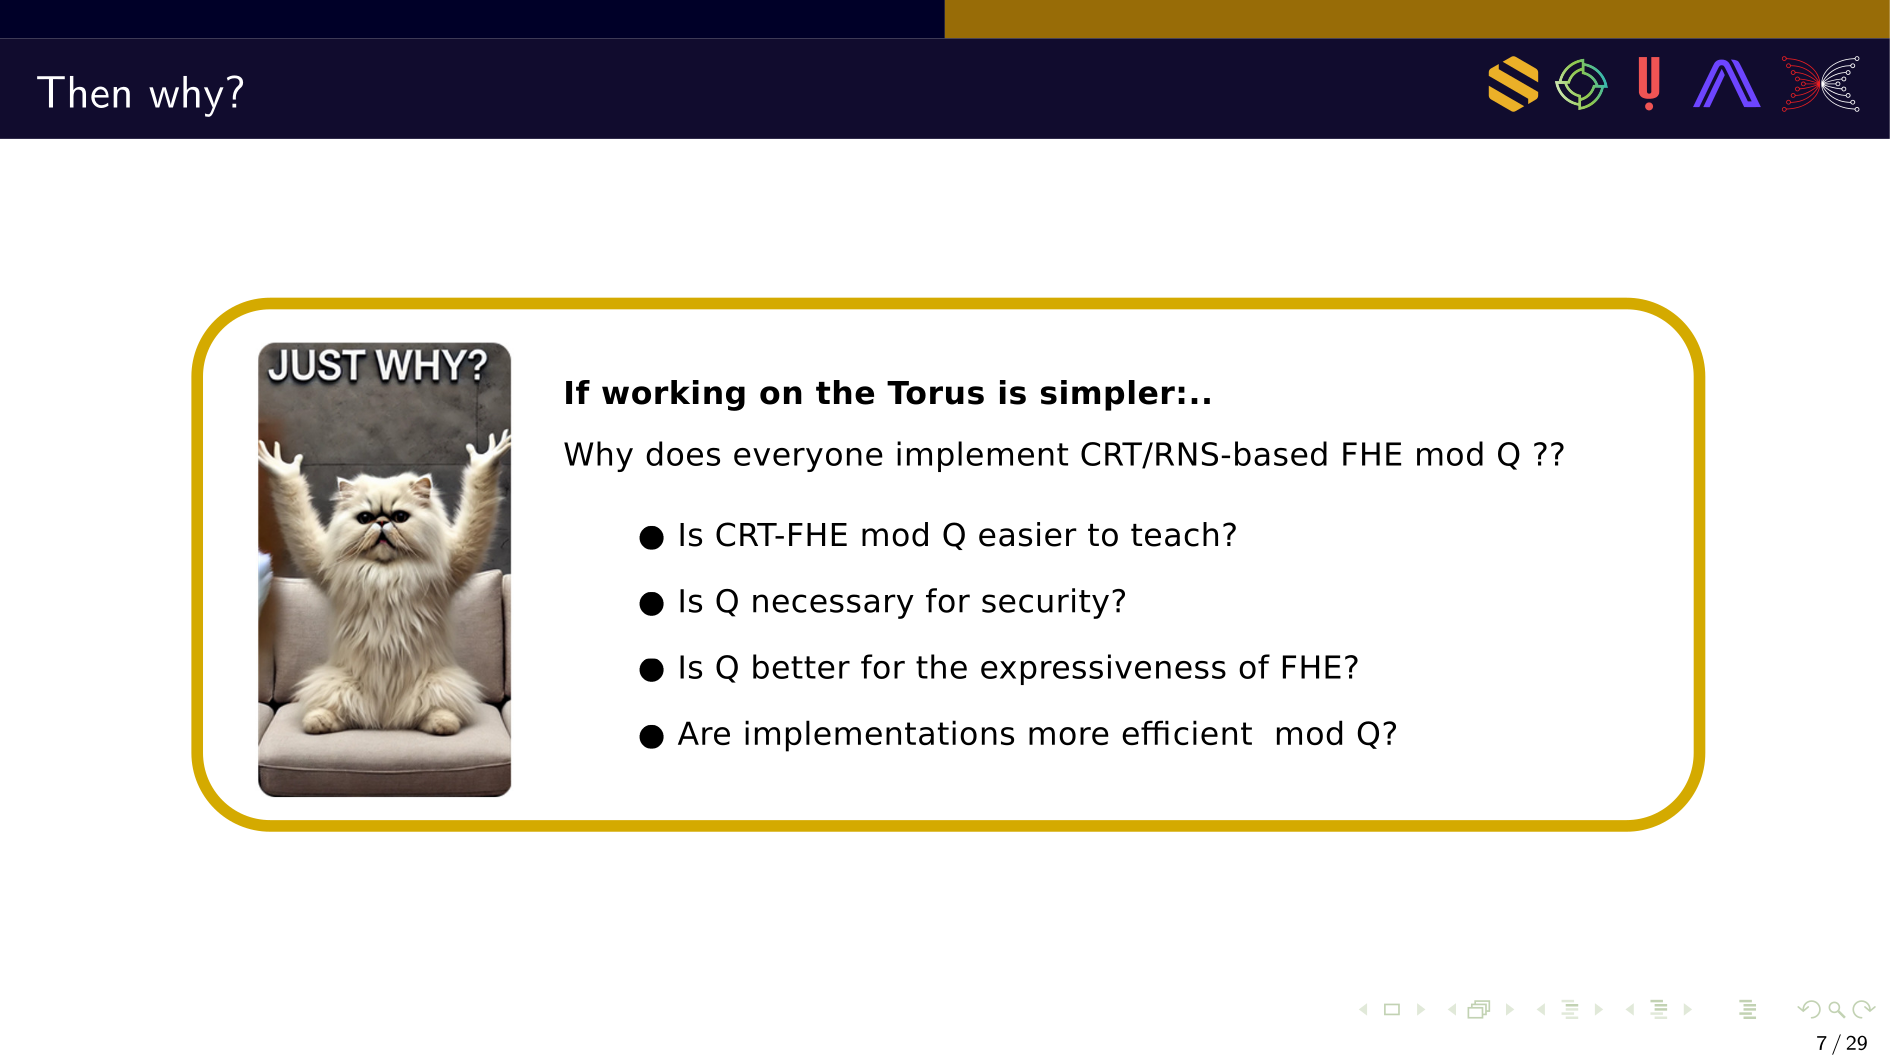 Then why?
JUST WHY?
If working on the Torus is simpler:..
Why does everyone implement CRT/RNS-based FHE mod Q ??
● Is CRT-FHE mod Q easier to teach?
● Is Q necessary for security?
● Is Q better for the expressiveness of FHE?
● Are implementations more efficient  mod Q?
7 / 29